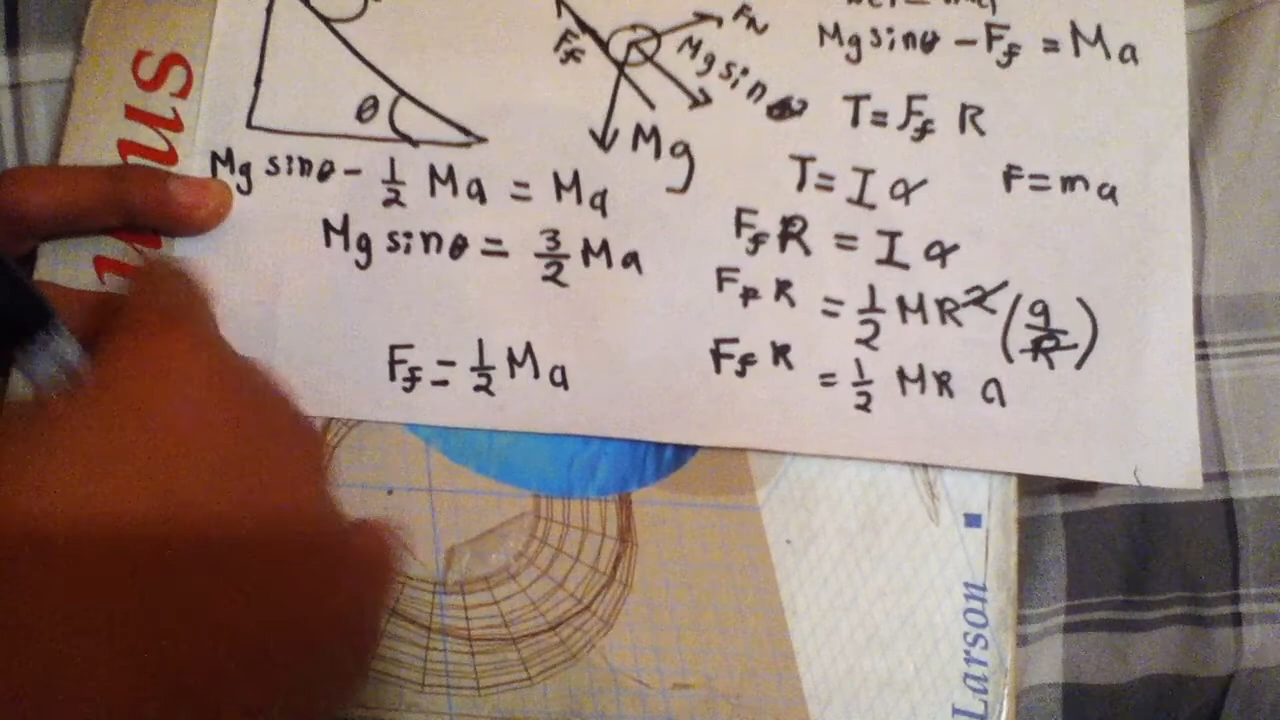 Mg sinθ - F_f = Ma
F_N
F_f
Mg sinθ
T = F_f R
θ
Mg
T = I α
F = ma
Mg sinθ - 1/2 Ma = Ma
F_f R = I α
Mg sinθ = 3/2 Ma
F_f R = 1/2 MR² (a/R)
F_f = 1/2 Ma
F_f R = 1/2 MR a
us
Larson